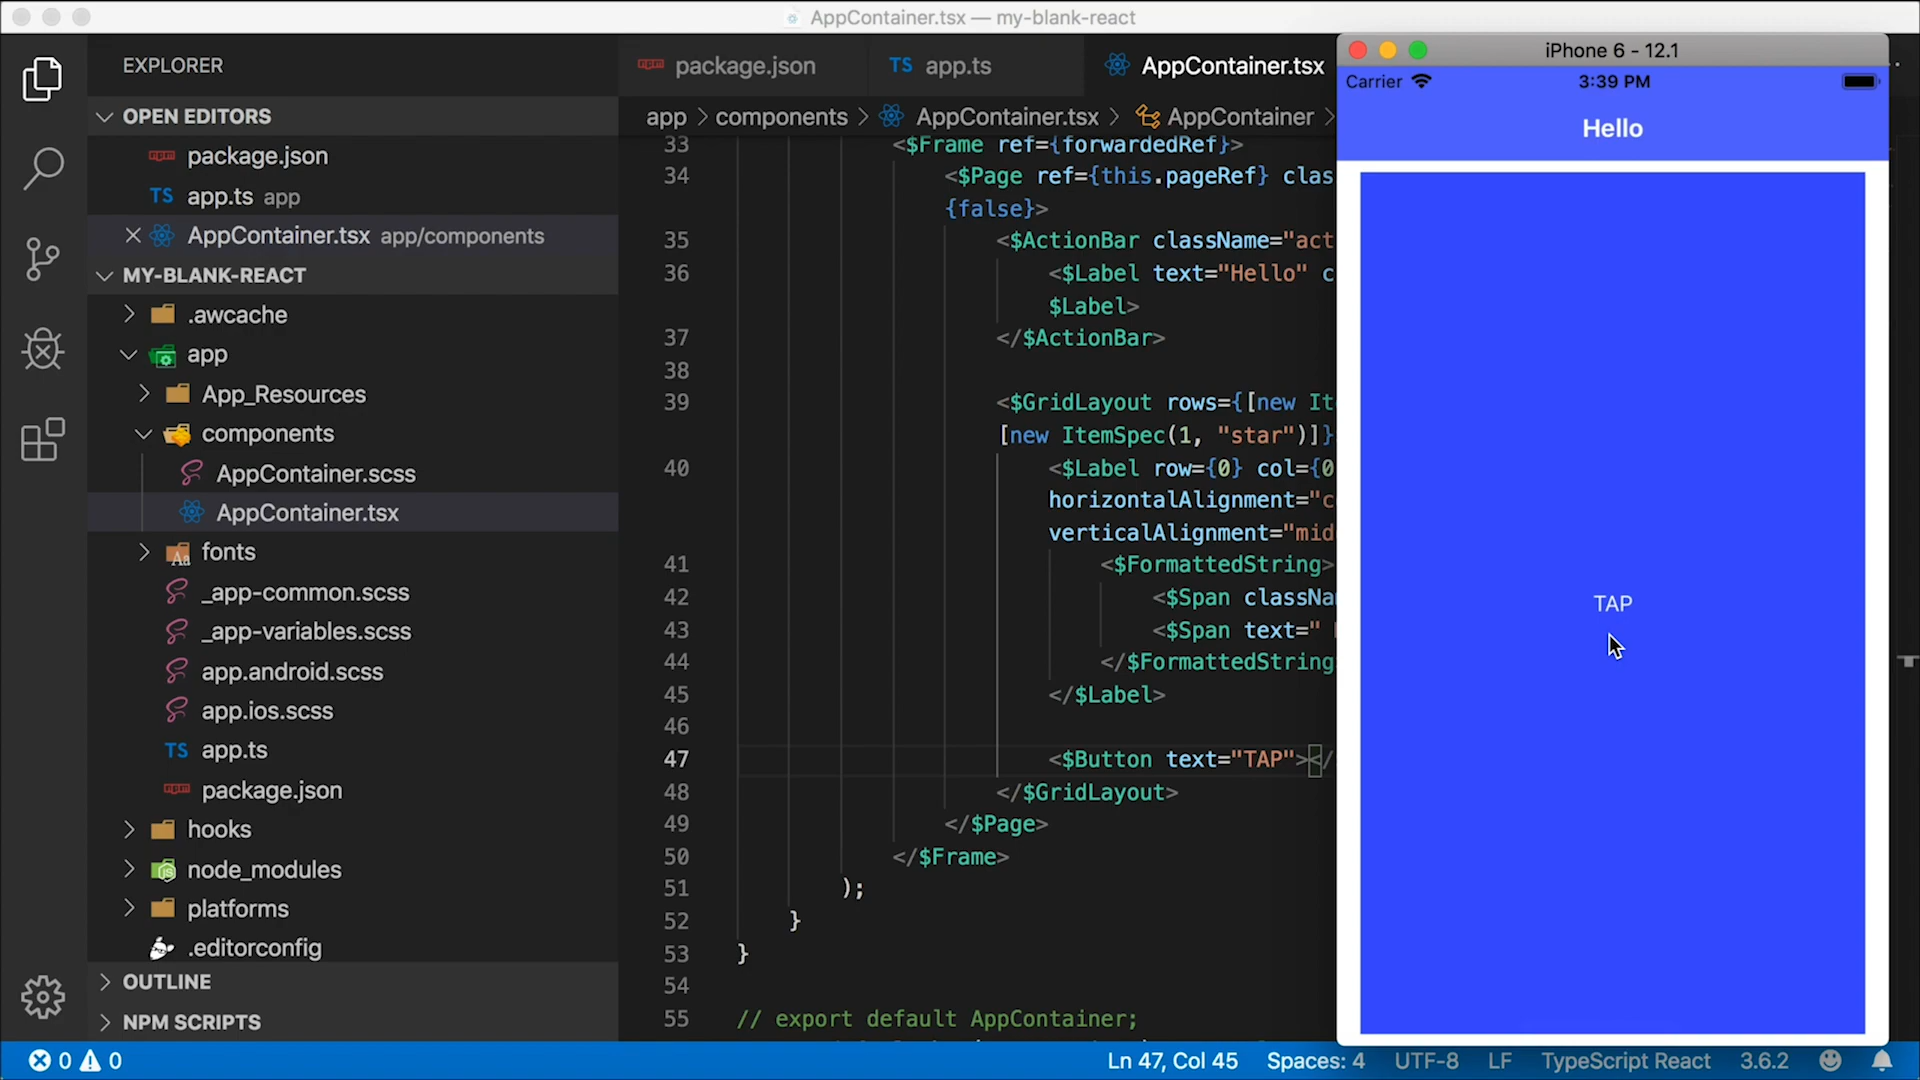 AppContainer.tsx — my-blank-react
EXPLORER
OPEN EDITORS
package.json
app.ts app
AppContainer.tsx app/components
MY-BLANK-REACT
.awcache
app
App_Resources
components
AppContainer.scss
AppContainer.tsx
fonts
_app-common.scss
_app-variables.scss
app.android.scss
app.ios.scss
TS app.ts
package.json
hooks
node_modules
platforms
.editorconfig
OUTLINE
NPM SCRIPTS
package.json
TS app.ts
AppContainer.tsx
app > components > AppContainer.tsx > AppContainer >
33 <$Frame ref={forwardedRef}>
34 <$Page ref={this.pageRef} clas
{false}>
35 <$ActionBar className="act
36 <$Label text="Hello" c
$Label>
37 </$ActionBar>
38
39 <$GridLayout rows={[new It
[new ItemSpec(1, "star")]}
40 <$Label row={0} col={0
horizontalAlignment="c
verticalAlignment="mid
41 <$FormattedString>
42 <$Span classNa
43 <$Span text="
44 </$FormattedString
45 </$Label>
46
47 <$Button text="TAP"></
48 </$GridLayout>
49 </$Page>
50 </$Frame>
51 );
52 }
53 }
54
55 // export default AppContainer;
iPhone 6 - 12.1
Carrier 3:39 PM
Hello
TAP
0 0
Ln 47, Col 45 Spaces: 4 UTF-8 LF TypeScript React 3.6.2